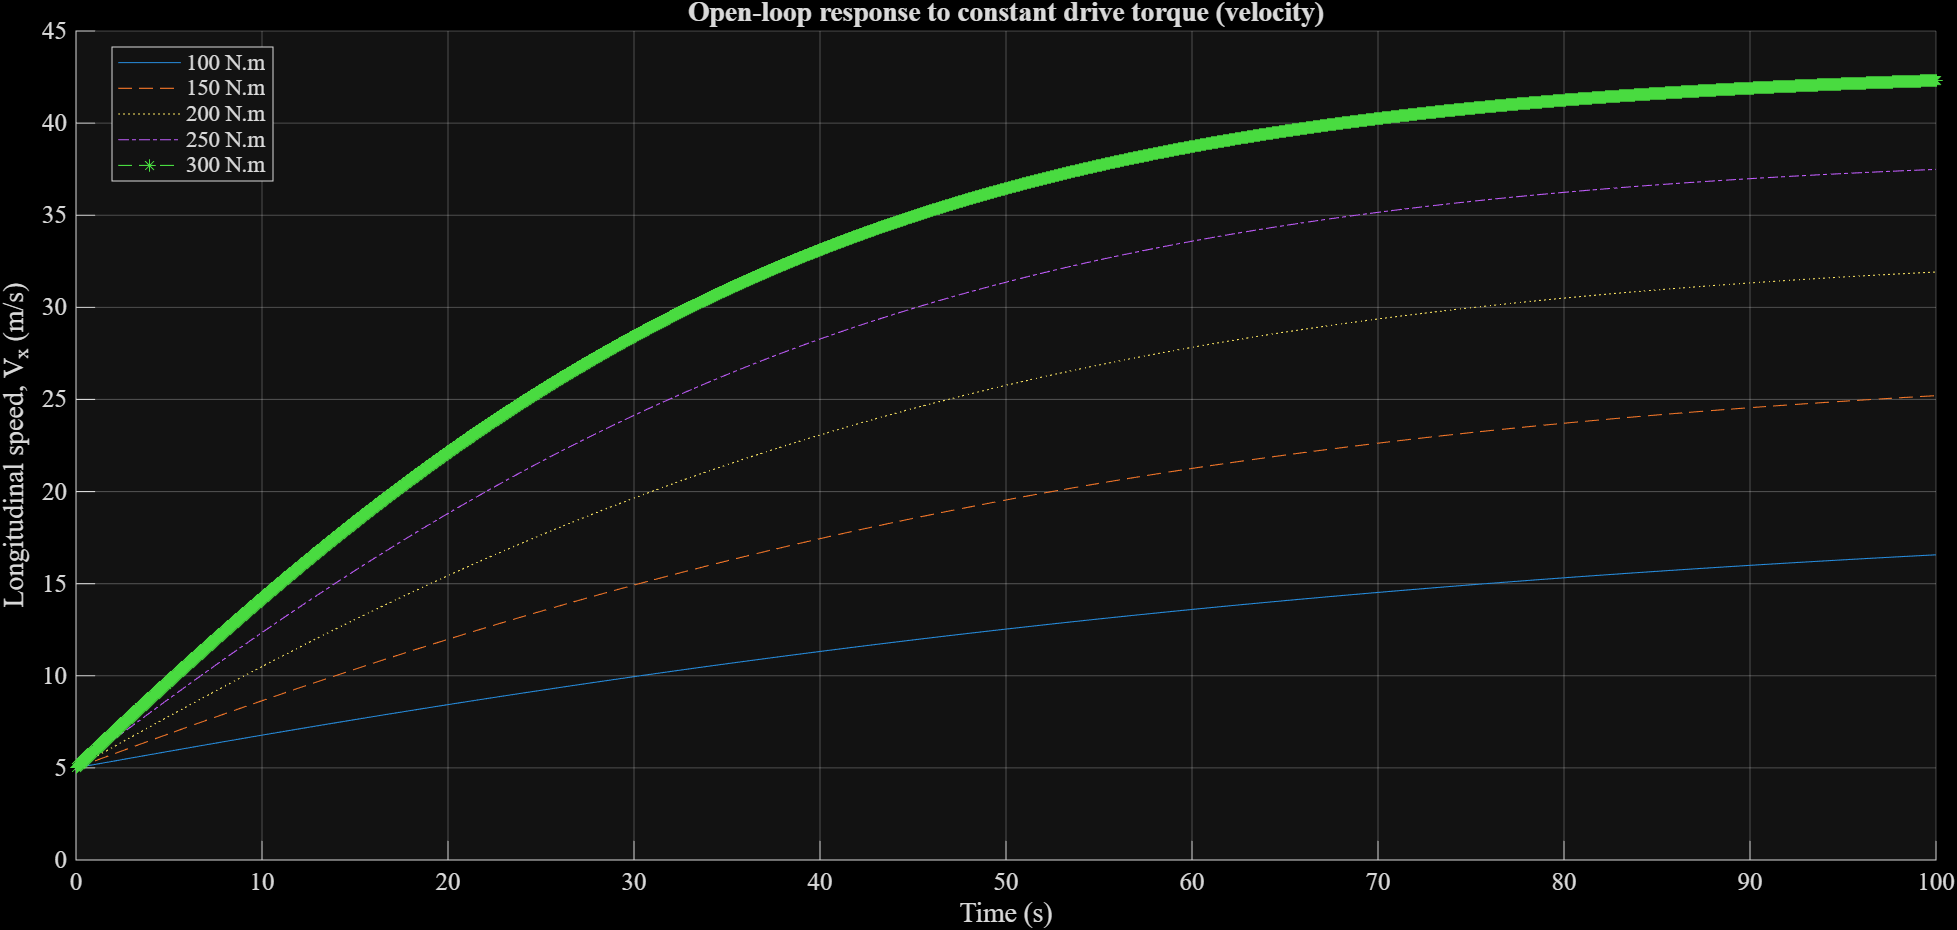 Open-loop response to constant drive torque (velocity)
45
40
35
30
25
20
15
10
5
0
Longitudinal speed, Vx (m/s)
100 N.m
150 N.m
200 N.m
250 N.m
300 N.m
0 10 20 30 40 50 60 70 80 90 100
Time (s)